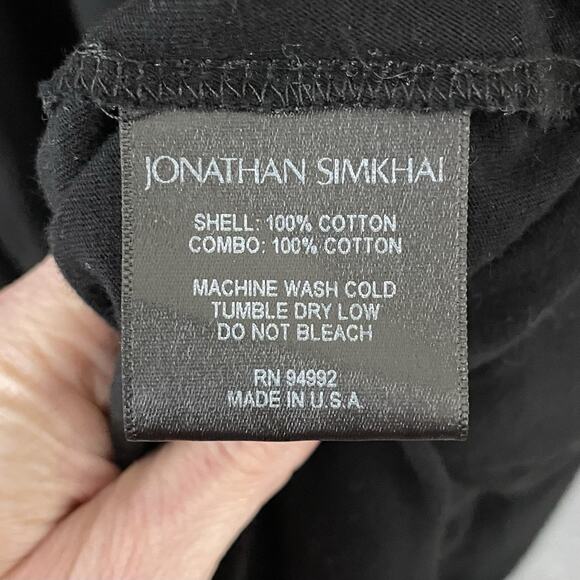 JONATHAN SIMKHAI
SHELL: 100% COTTON
COMBO: 100% COTTON
MACHINE WASH COLD
TUMBLE DRY LOW
DO NOT BLEACH
RN 94992
MADE IN U.S.A.